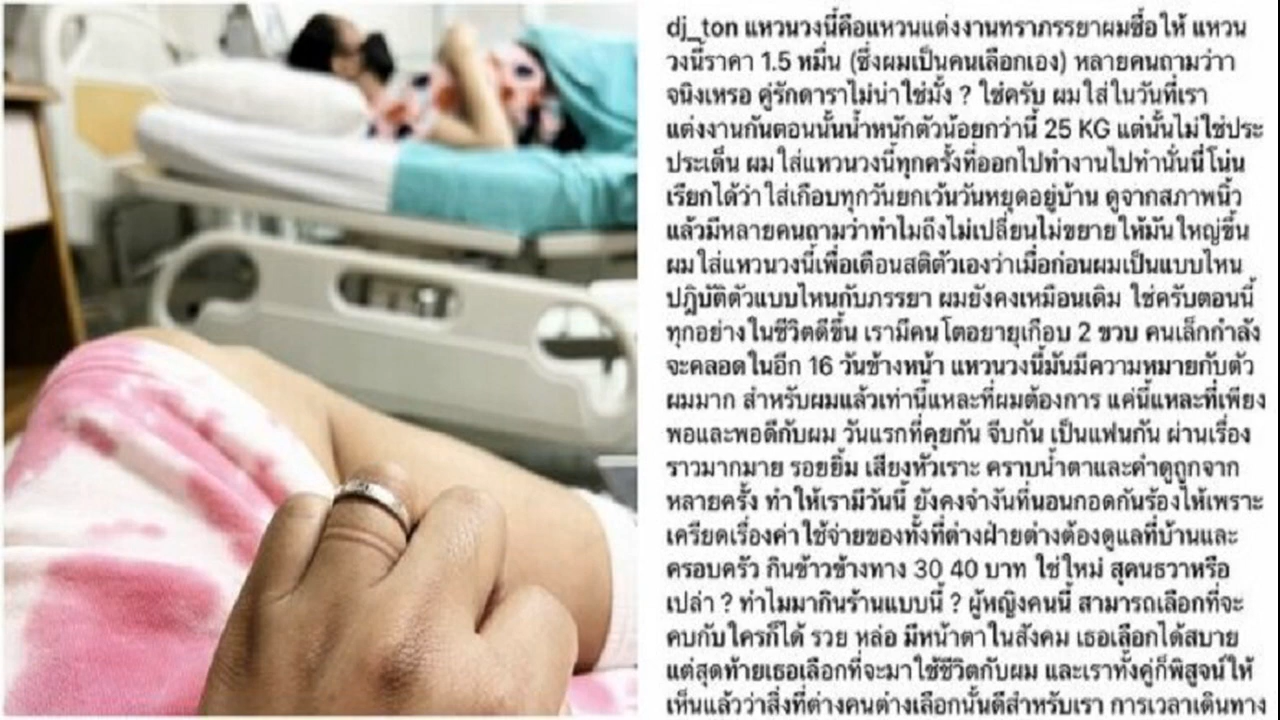 dj_ton แหวนวงนี้คือแหวนแต่งงานทราภรรยาผมซื้อให้ แหวน
วงนี้ราคา 1.5 หมื่น (ซึ่งผมเป็นคนเลือกเอง) หลายคนถามว่าา
จนิงเหรอ คู่รักดาราไม่น่าใช่มั้ง ? ใช่ครับ ผมใส่ในวันที่เรา
แต่งงานกันตอนนั้นน้ำหนักตัวน้อยกว่านี้ 25 KG แต่นั้นไม่ใช่ประ
ประเด็น ผมใส่แหวนวงนี้ทุกครั้งที่ออกไปทำงานไปทำนั่นนี่โน่น
เรียกได้ว่าใส่เกือบทุกวันยกเว้นวันหยุดอยู่บ้าน ดูจากสภาพนิ้ว
แล้วมีหลายคนถามว่าทำไมถึงไม่เปลี่ยนไม่ขยายให้มันใหญ่ขึ้น
ผมใส่แหวนวงนี้เพื่อเตือนสติตัวเองว่าเมื่อก่อนผมเป็นแบบไหน
ปฎิบัติตัวแบบไหนกับภรรยา ผมยังคงเหมือนเดิม ใช่ครับตอนนี้
ทุกอย่างในชีวิตดีขึ้น เรามีคนโตอยายุเกือบ 2 ขวบ คนเล็กกำลัง
จะคลอดในอีก 16 วันข้างหน้า แหวนวงนี้มันมีความหมายกับตัว
ผมมาก สำหรับผมแล้วเท่านี้แหละที่ผมต้องการ แค่นี้แหละที่เพียง
พอและพอดีกับผม วันแรกที่คุยกัน จีบกัน เป็นแฟนกัน ผ่านเรื่อง
ราวมากมาย รอยยิ้ม เสียงหัวเราะ คราบน้ำตาและคำดูถูกจาก
หลายครั้ง ทำให้เรามีวันนี้ ยังคงจำวันที่นอนกอดกันร้องไห้เพราะ
เครียดเรื่องค่าใช้จ่ายของทั้งที่ต่างฝ่ายต่างต้องดูแลที่บ้านและ
ครอบครัว กินข้าวข้างทาง 30 40 บาท ใช่ใหม่ สุคนธวาหรือ
เปล่า ? ทำไมมากินร้านแบบนี้ ? ผู้หญิงคนนี้ สามารถเลือกที่จะ
คบกับใครก็ได้ รวย หล่อ มีหน้าตาในสังคม เธอเลือกได้สบาย
แต่สุดท้ายเธอเลือกที่จะมาใช้ชีวิตกับผม และเราทั้งคู่ก็พิสูจน์ให้
เห็นแล้วว่าสิ่งที่ต่างคนต่างเลือกนั้นดีสำหรับเรา การเวลาเดินทาง